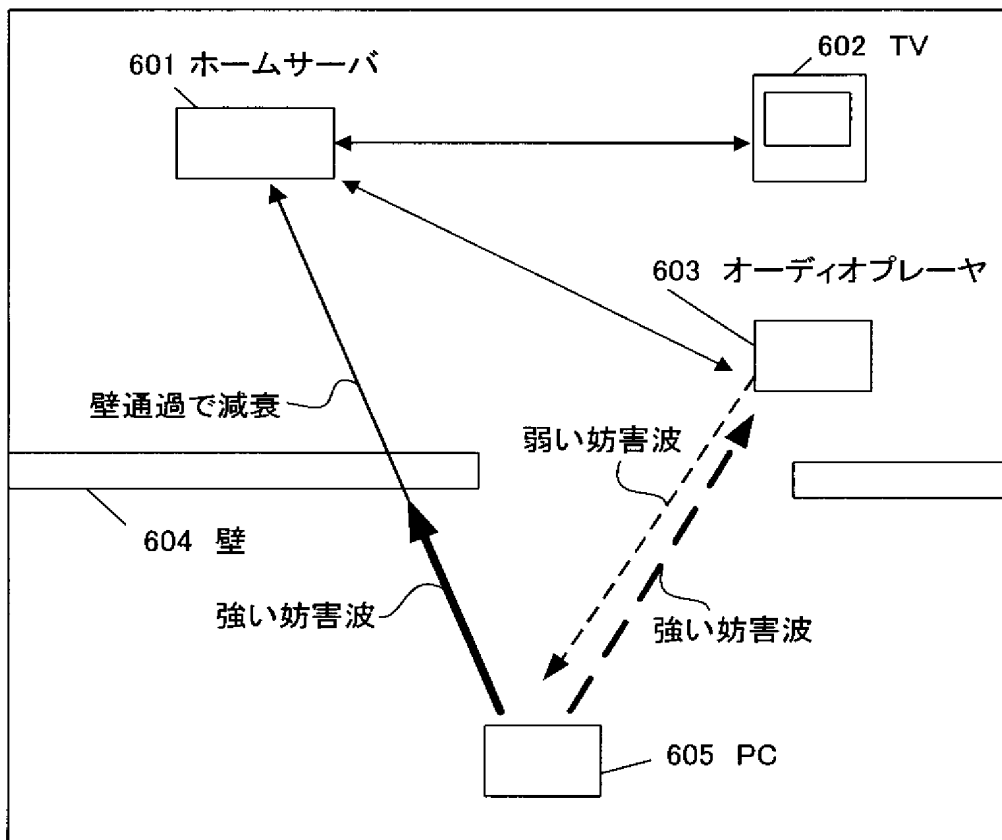 601 ホームサーバ
602 TV
603 オーディオプレーヤ
壁通過で減衰
弱い妨害波
604 壁
強い妨害波
強い妨害波
605 PC